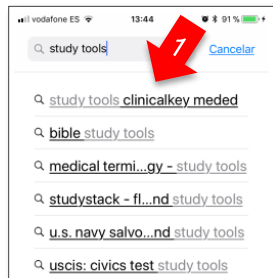 vodafone ES 13:44 91 %
study tools Cancelar
1
study tools clinicalkey meded
bible study tools
medical termi...gy - study tools
studystack - fl...nd study tools
u.s. navy salvo...nd study tools
uscis: civics test study tools